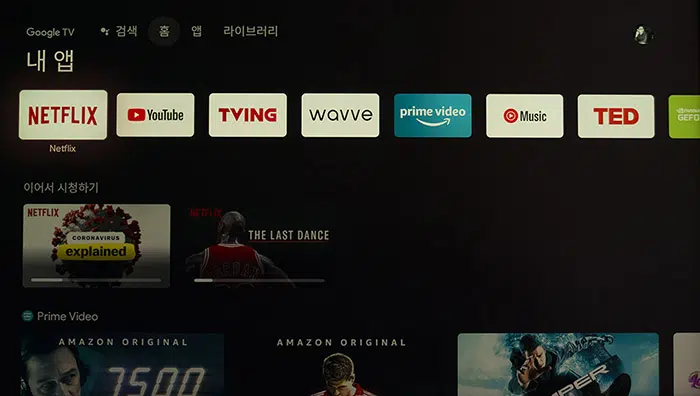 Google TV 검색 홈 앱 라이브러리
내 앱
NETFLIX YouTube TVING wavve prime video Music TED
Netflix
이어서 시청하기
NETFLIX
CORONAVIRUS
explained
NETFLIX
THE LAST DANCE
Prime Video
AMAZON ORIGINAL
7500
AMAZON ORIGINAL